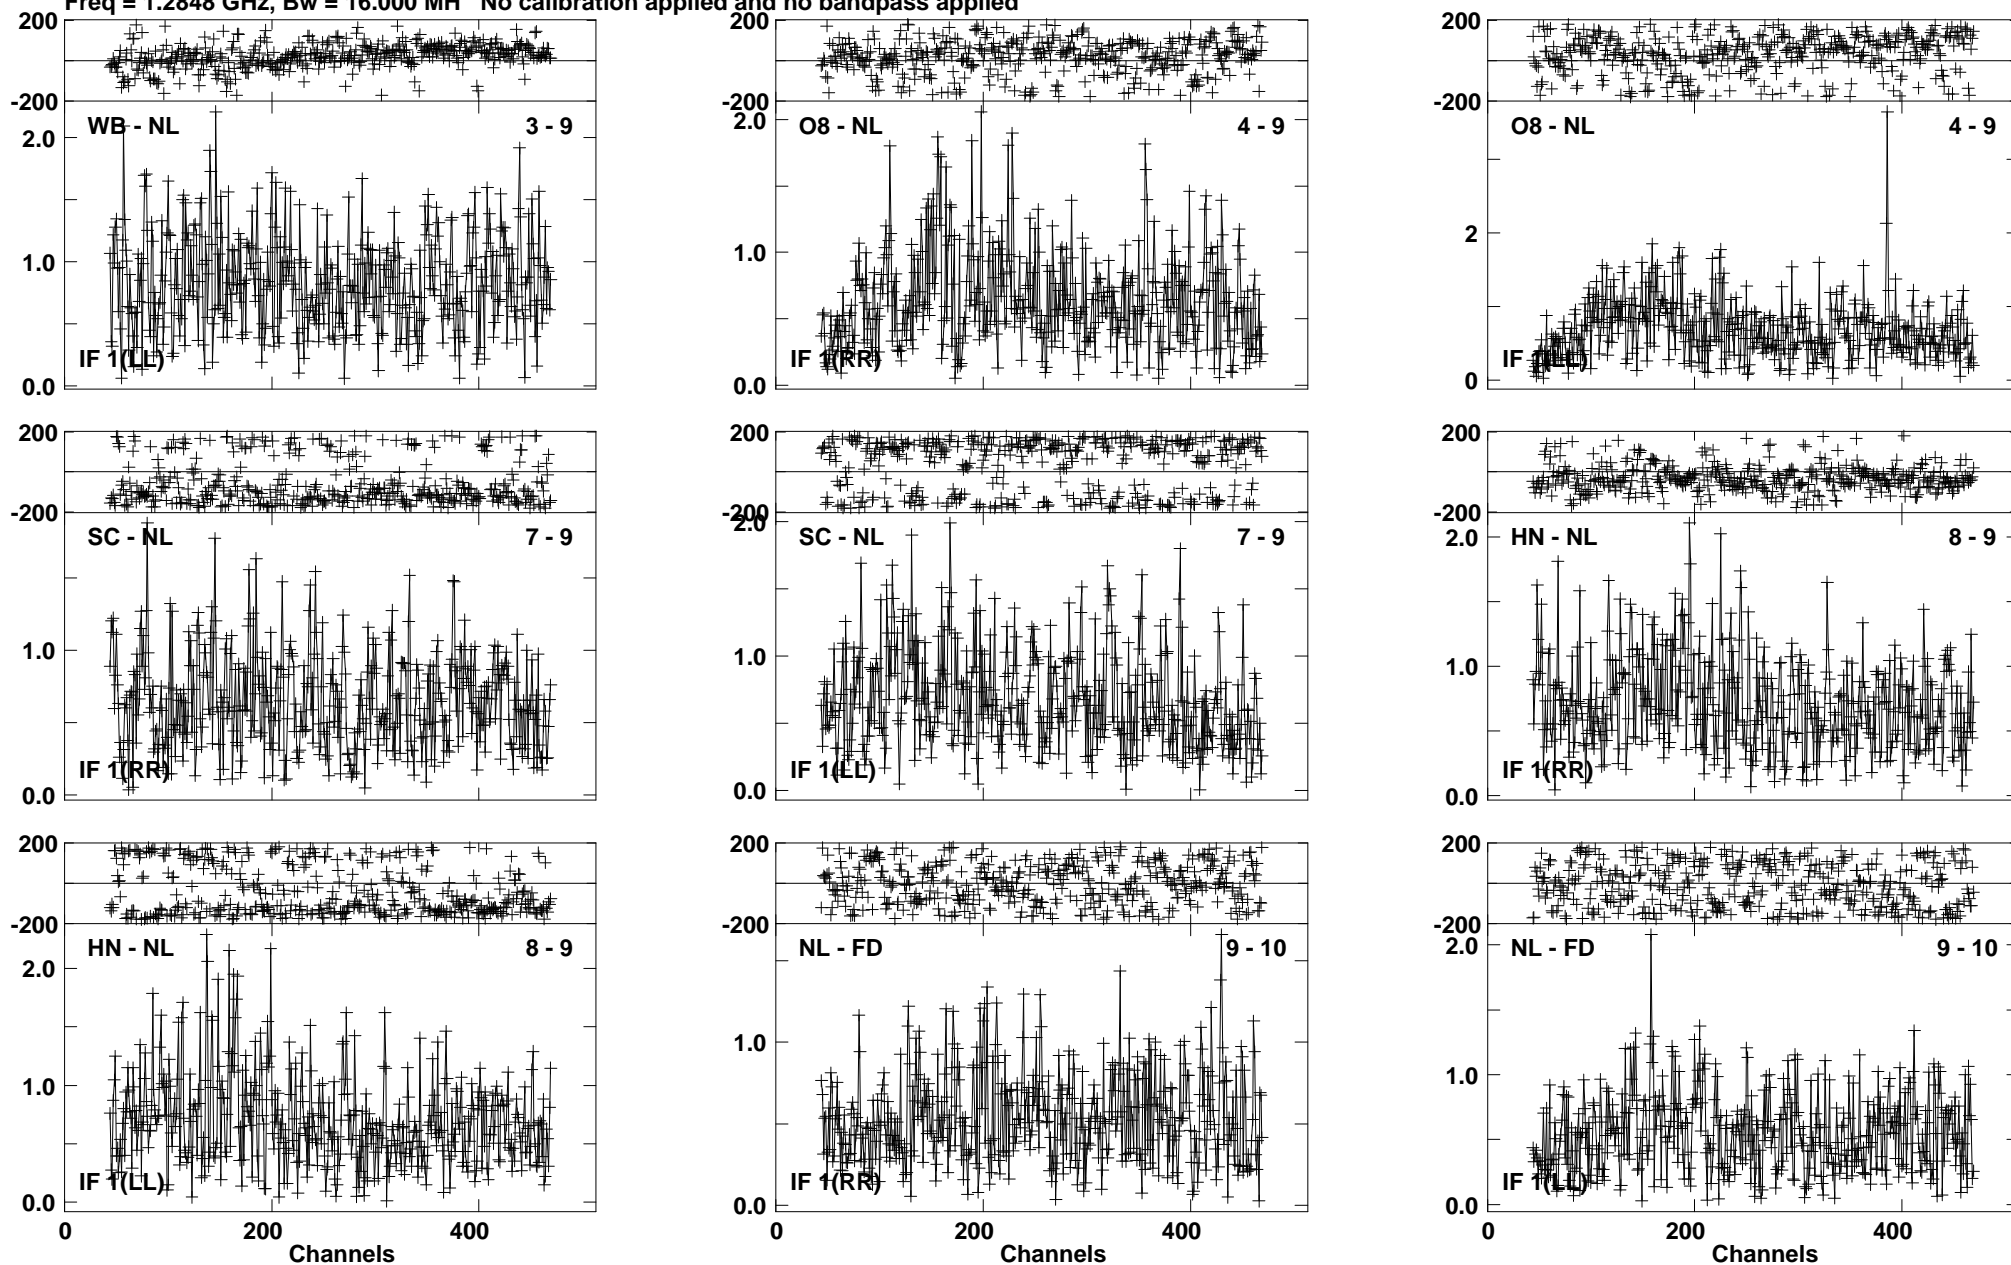 Freq = 1.2848 GHz, Bw = 16.000 MH No calibration applied and no bandpass applied
200
-200
WB - NL 3 - 9
2.0
1.0
0.0
IF 1(LL)
200
-200
O8 - NL 4 - 9
2.0
1.0
0.0
IF 1(RR)
200
-200
O8 - NL 4 - 9
2
0
IF 1(LL)
200
-200
SC - NL 7 - 9
1.0
0.0
IF 1(RR)
200
-200
2.0
SC - NL 7 - 9
1.0
0.0
IF 1(LL)
200
-200
HN - NL 8 - 9
2.0
1.0
0.0
IF 1(RR)
200
-200
HN - NL 8 - 9
2.0
1.0
0.0
IF 1(LL)
0 200 400
Channels
200
-200
NL - FD 9 - 10
1.0
0.0
IF 1(RR)
0 200 400
Channels
200
-200
NL - FD 9 - 10
2.0
1.0
0.0
IF 1(LL)
0 200 400
Channels